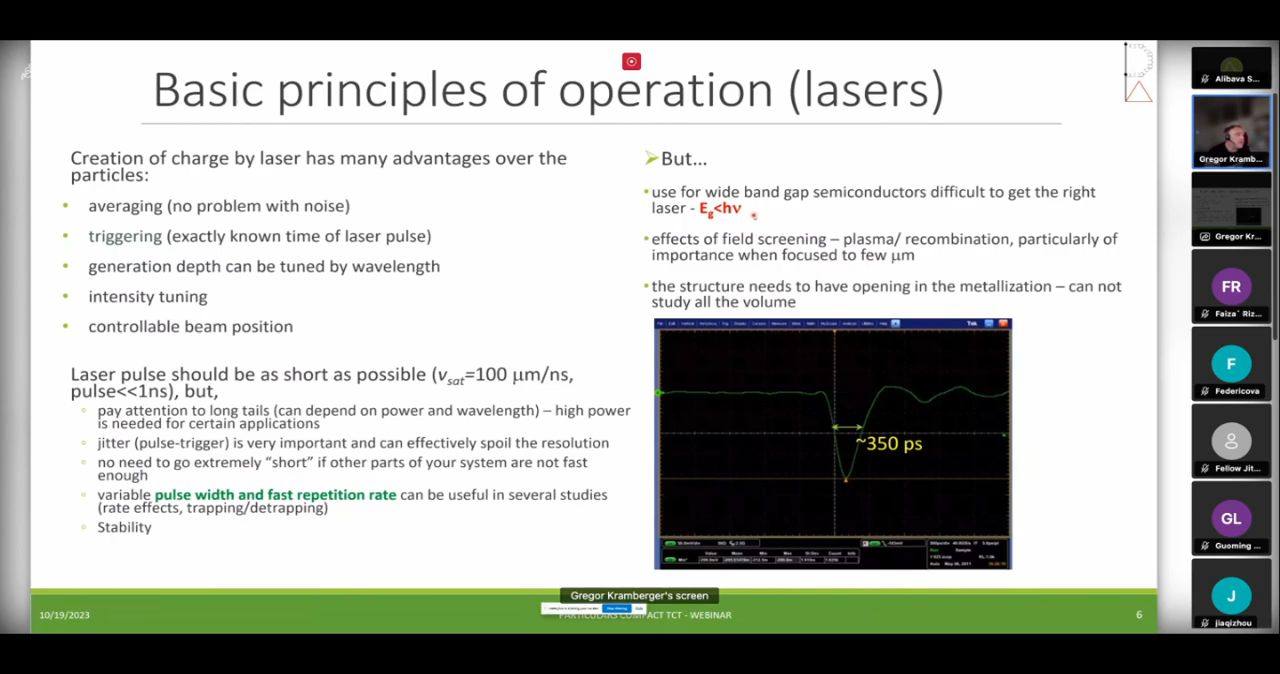 Basic principles of operation (lasers)
Creation of charge by laser has many advantages over the
particles:
• averaging (no problem with noise)
• triggering (exactly known time of laser pulse)
• generation depth can be tuned by wavelength
• intensity tuning
• controllable beam position
Laser pulse should be as short as possible (vsat=100 μm/ns,
pulse<<1ns), but,
pay attention to long tails (can depend on power and wavelength) – high power
is needed for certain applications
jitter (pulse-trigger) is very important and can effectively spoil the resolution
no need to go extremely “short” if other parts of your system are not fast
enough
variable pulse width and fast repetition rate can be useful in several studies
(rate effects, trapping/detrapping)
Stability
But...
•use for wide band gap semiconductors difficult to get the right
laser - Eg<hν
•effects of field screening – plasma/ recombination, particularly of
importance when focused to few μm
•the structure needs to have opening in the metallization – can not
study all the volume
Tek
~350 ps
Gregor Kramberger's screen
10/19/2023
PARTICULARS COMPACT TCT - WEBINAR
6
Alibava S...
Gregor Kramb...
Gregor Kr...
FR
Faiza` Riz...
F
Federicova
Fellow Jit...
GL
Guoming ...
J
jiaqizhou